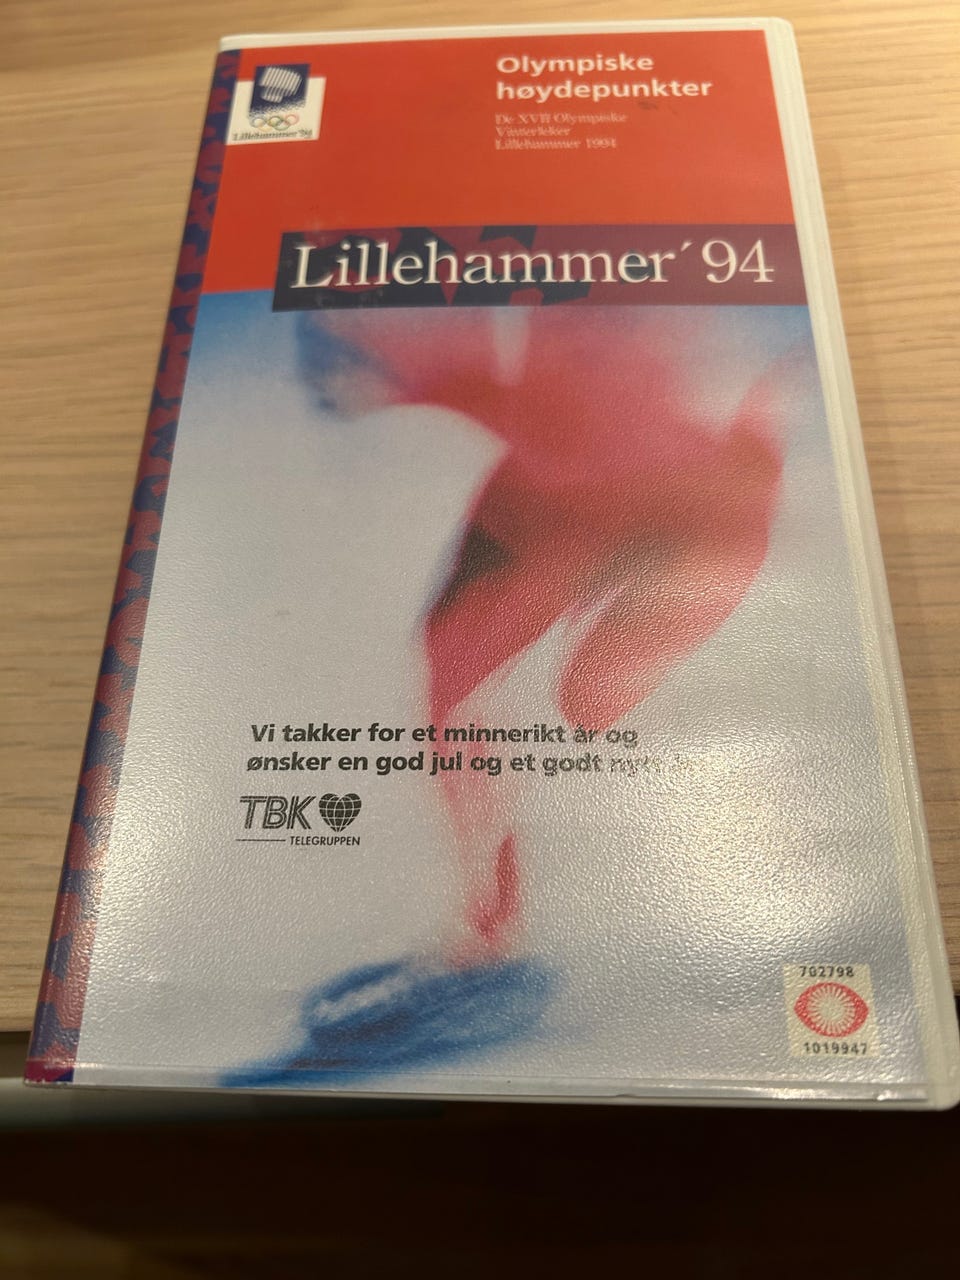 Olympiske
høydepunkter
De XVII Olympiske
Vinterleker
Lillehammer 1994
Lillehammer '94
Lillehammer´94
Vi takker for et minnerikt år og
ønsker en god jul og et godt nytt
TBK
TELEGRUPPEN
702798
1019947